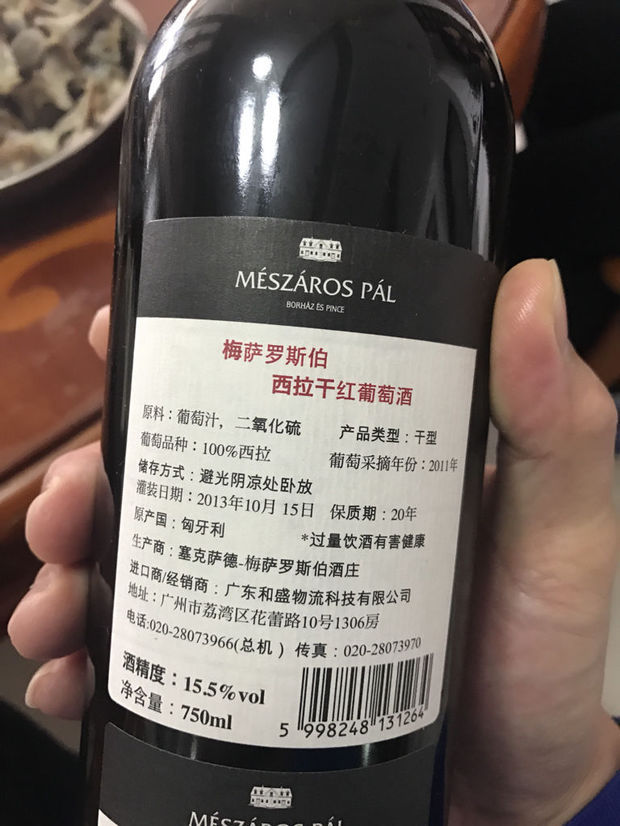 MÉSZÁROS PÁL
BORHÁZ ÉS PINCE
梅萨罗斯伯
西拉干红葡萄酒
原料：葡萄汁，二氧化硫 产品类型：干型
葡萄品种：100%西拉 葡萄采摘年份：2011年
储存方式：避光阴凉处卧放
灌装日期：2013年10月 15日 保质期：20年
原产国：匈牙利 *过量饮酒有害健康
生产商：塞克萨德-梅萨罗斯伯酒庄
进口商/经销商：广东和盛物流科技有限公司
地址：广州市荔湾区花蕾路10号1306房
电话:020-28073966(总机) 传真：020-28073970
酒精度：15.5%vol
净含量：750ml
5 998248 131264
MÉSZÁROS PÁL